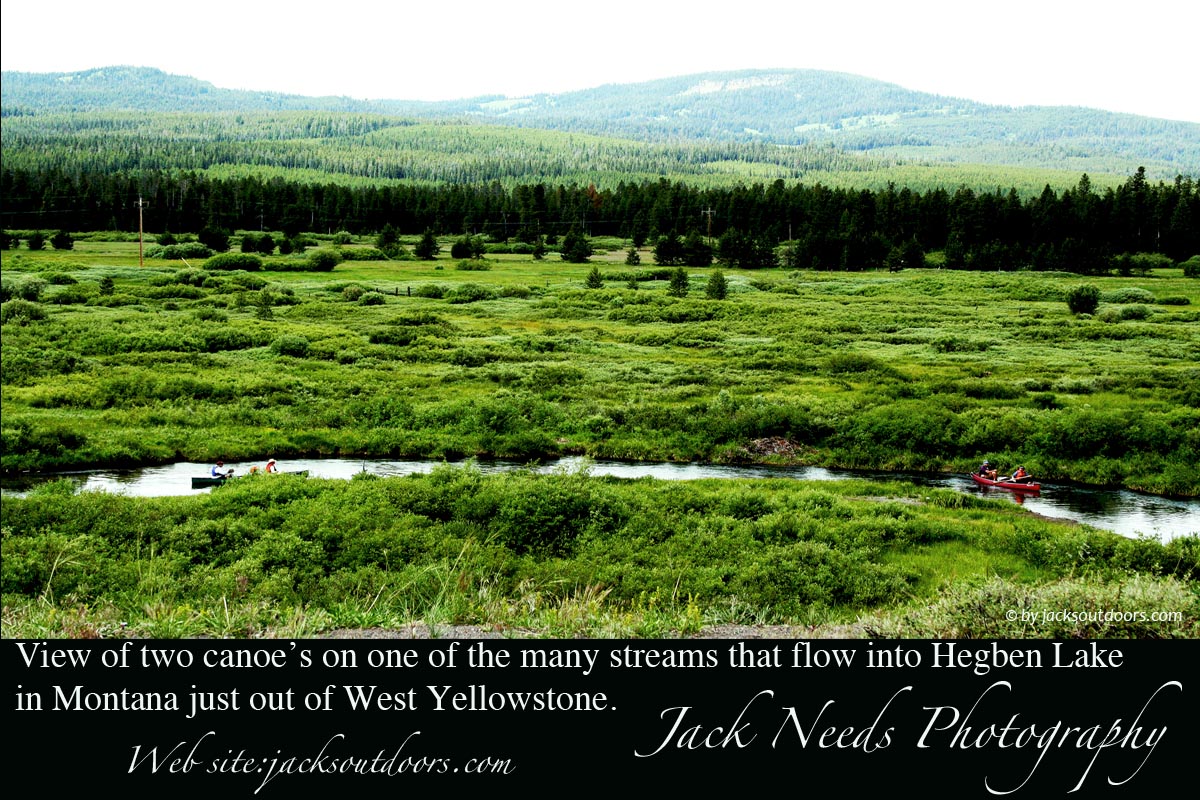 © by jacksoutdoors.com
View of two canoe’s on one of the many streams that flow into Hegben Lake
in Montana just out of West Yellowstone.
Jack Needs Photography
Web site:jacksoutdoors.com